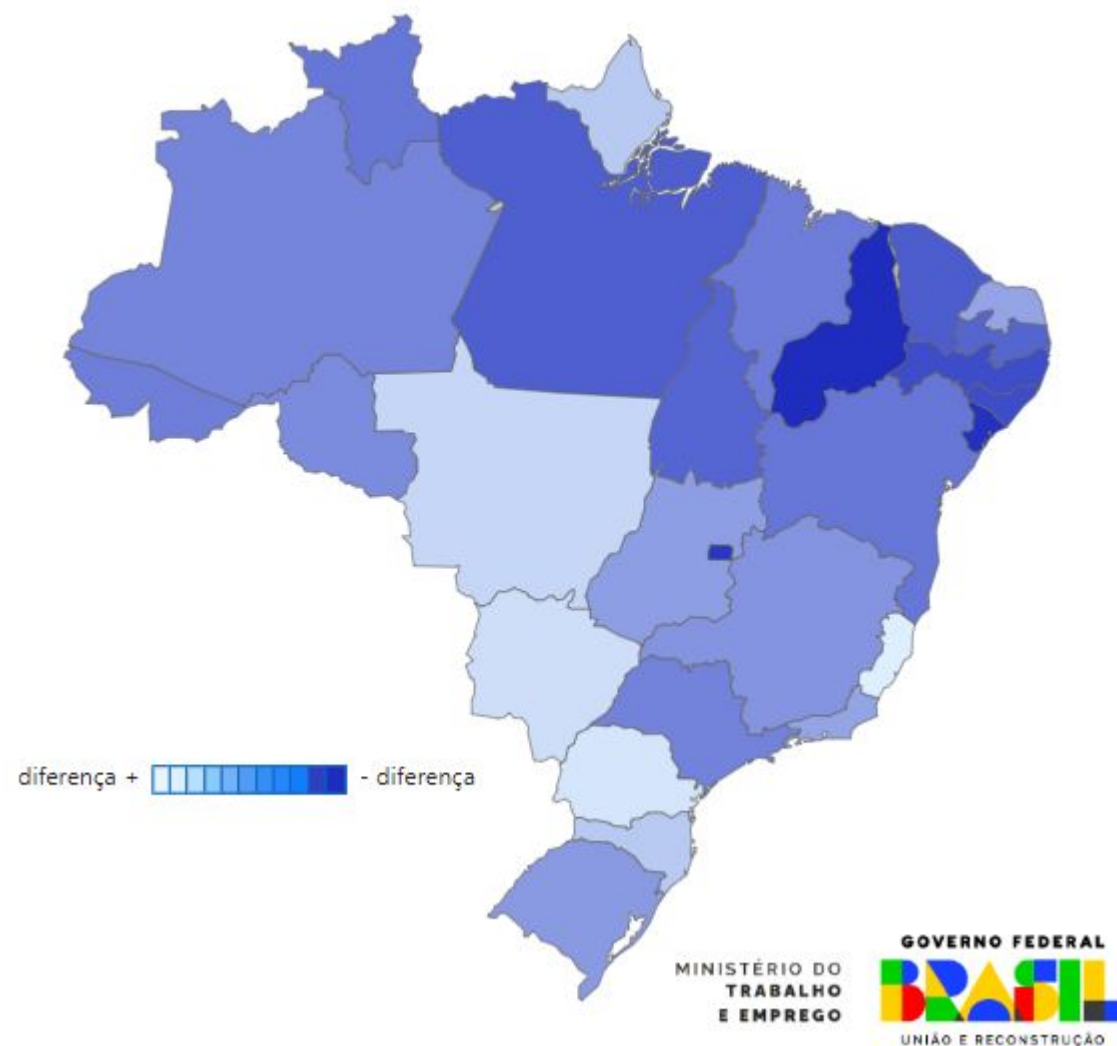 diferença +
- diferença
MINISTÉRIO DO
TRABALHO
E EMPREGO
GOVERNO FEDERAL
BRASIL
UNIÃO E RECONSTRUÇÃO